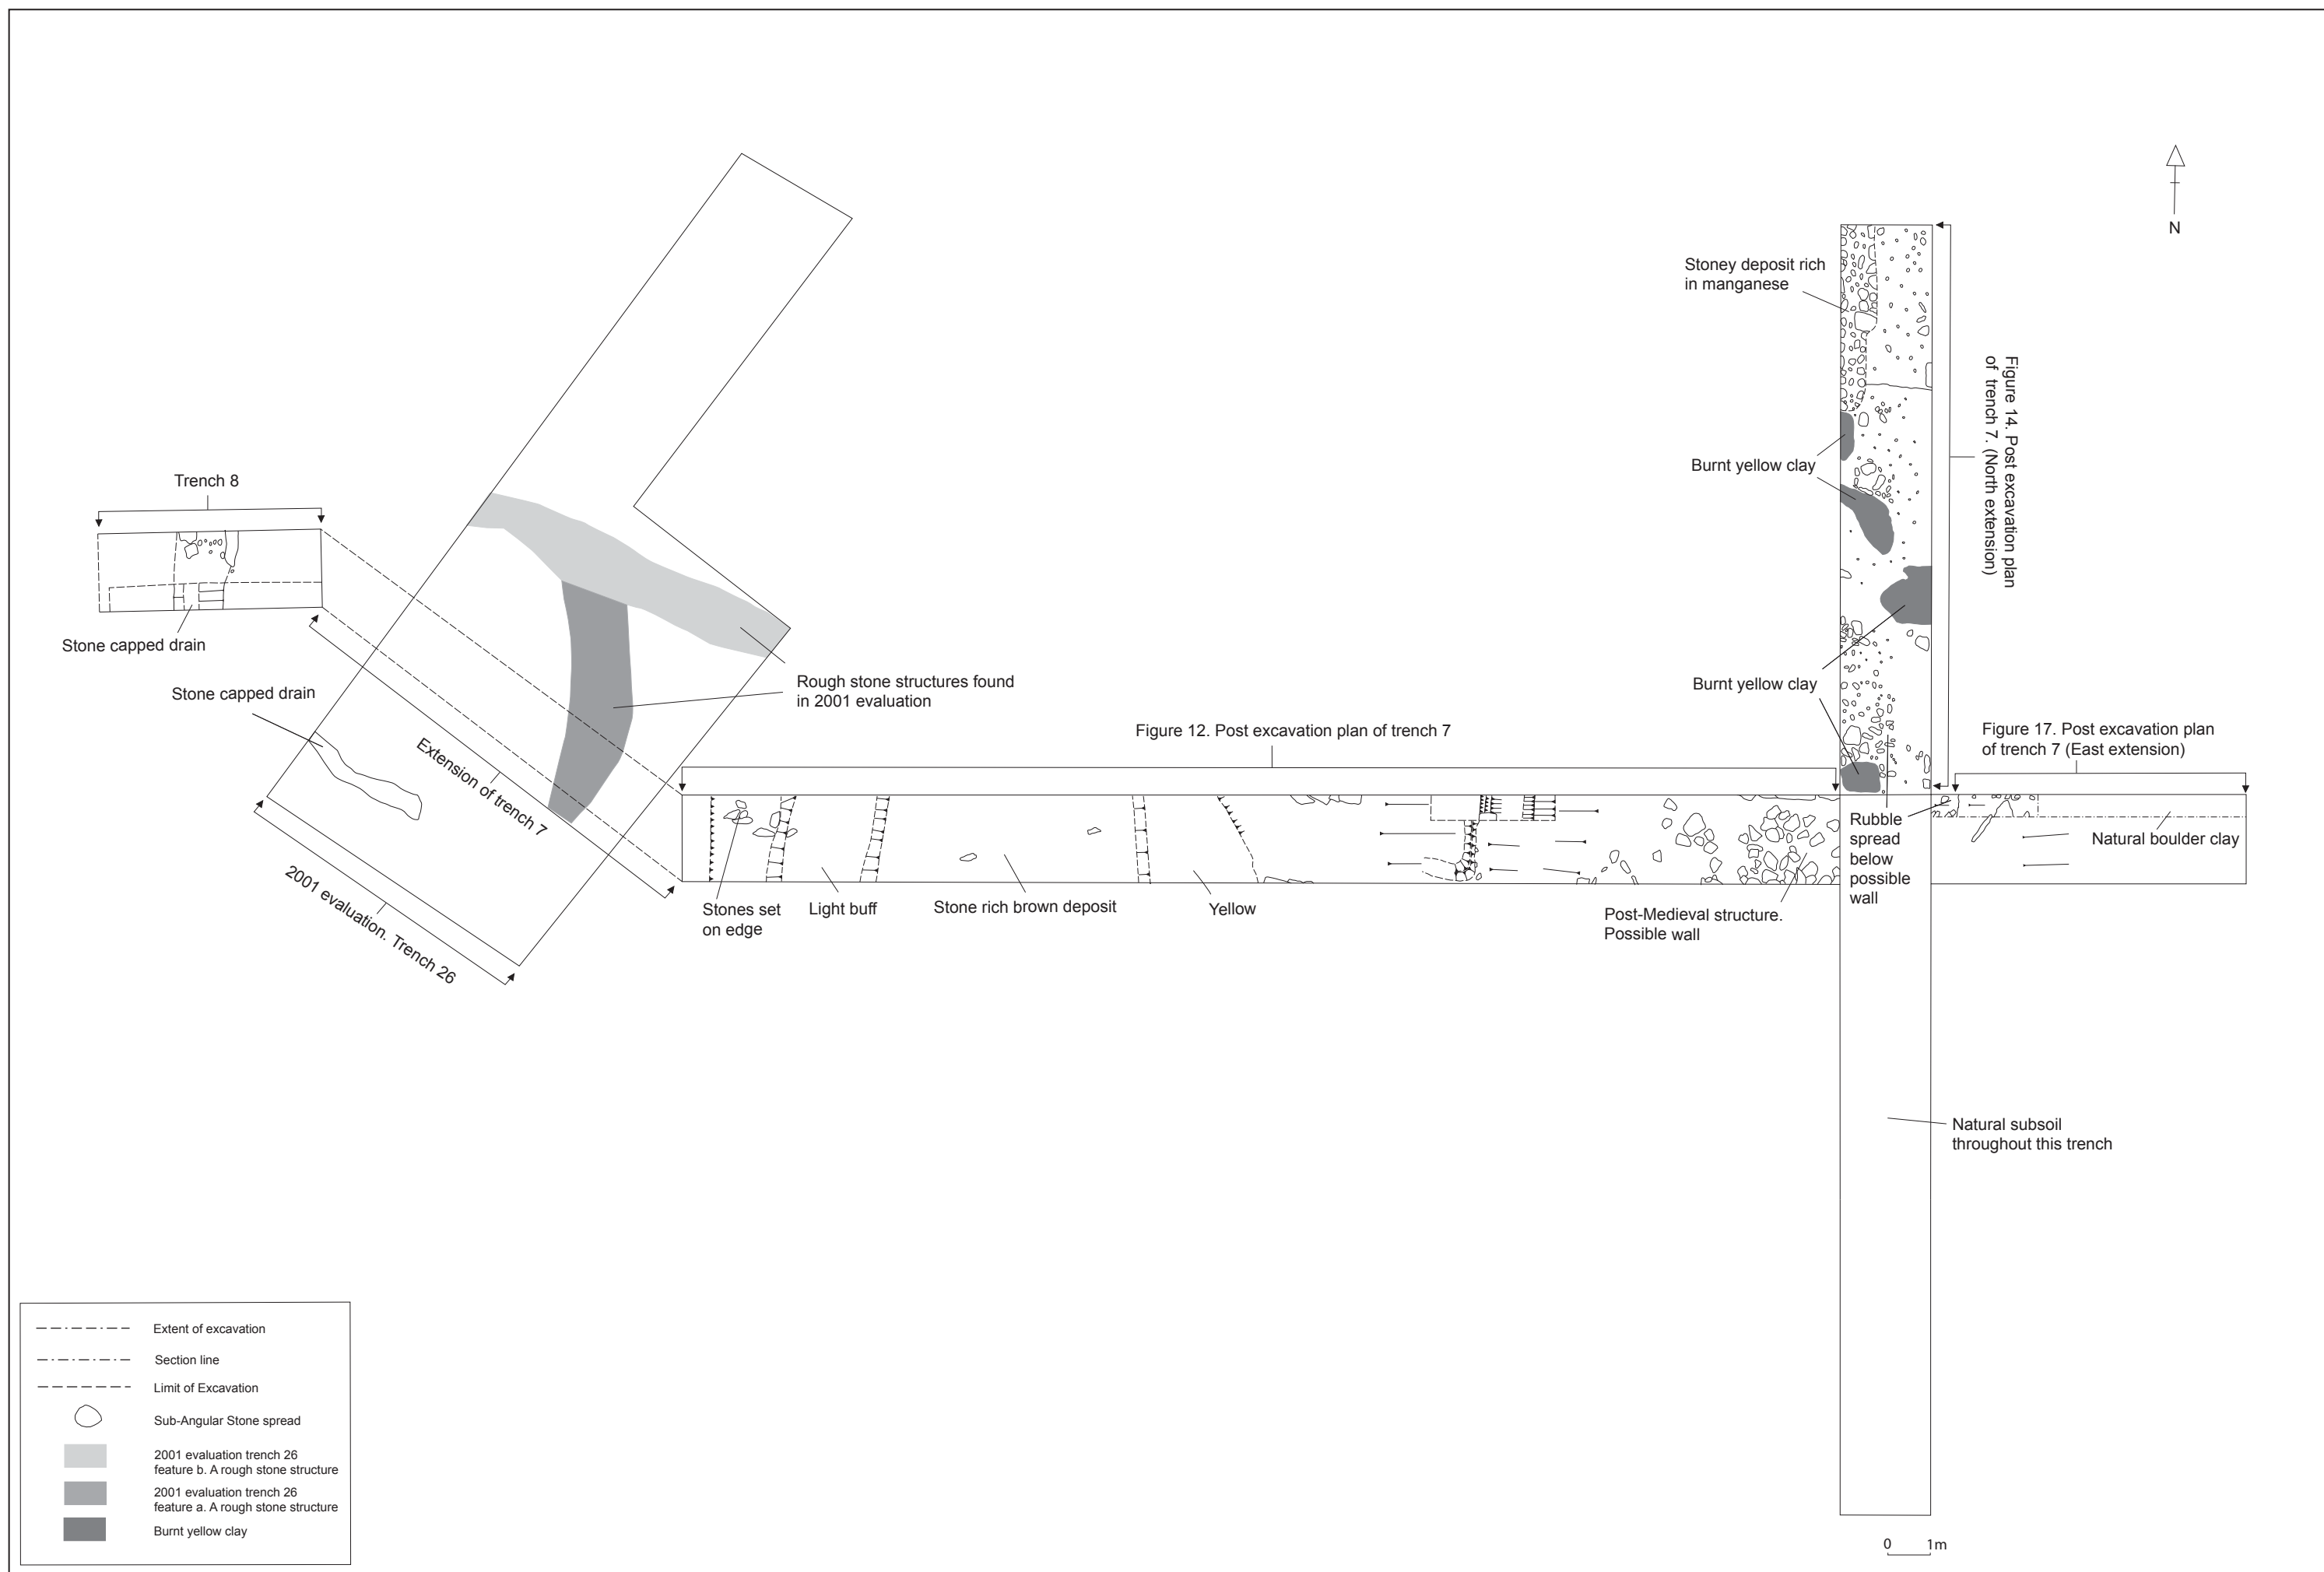 N
Stoney deposit rich
in manganese
Figure 14. Post excavation plan
of trench 7. (North extension)
Burnt yellow clay
Trench 8
Stone capped drain
Stone capped drain
Rough stone structures found
in 2001 evaluation
Burnt yellow clay
Extension of trench 7
2001 evaluation. Trench 26
Figure 12. Post excavation plan of trench 7
Figure 17. Post excavation plan
of trench 7 (East extension)
Rubble
spread
below
possible
wall
Natural boulder clay
Stones set
on edge
Light buff
Stone rich brown deposit
Yellow
Post-Medieval structure.
Possible wall
Natural subsoil
throughout this trench
Extent of excavation
Section line
Limit of Excavation
Sub-Angular Stone spread
2001 evaluation trench 26
feature b. A rough stone structure
2001 evaluation trench 26
feature a. A rough stone structure
Burnt yellow clay
0 1m